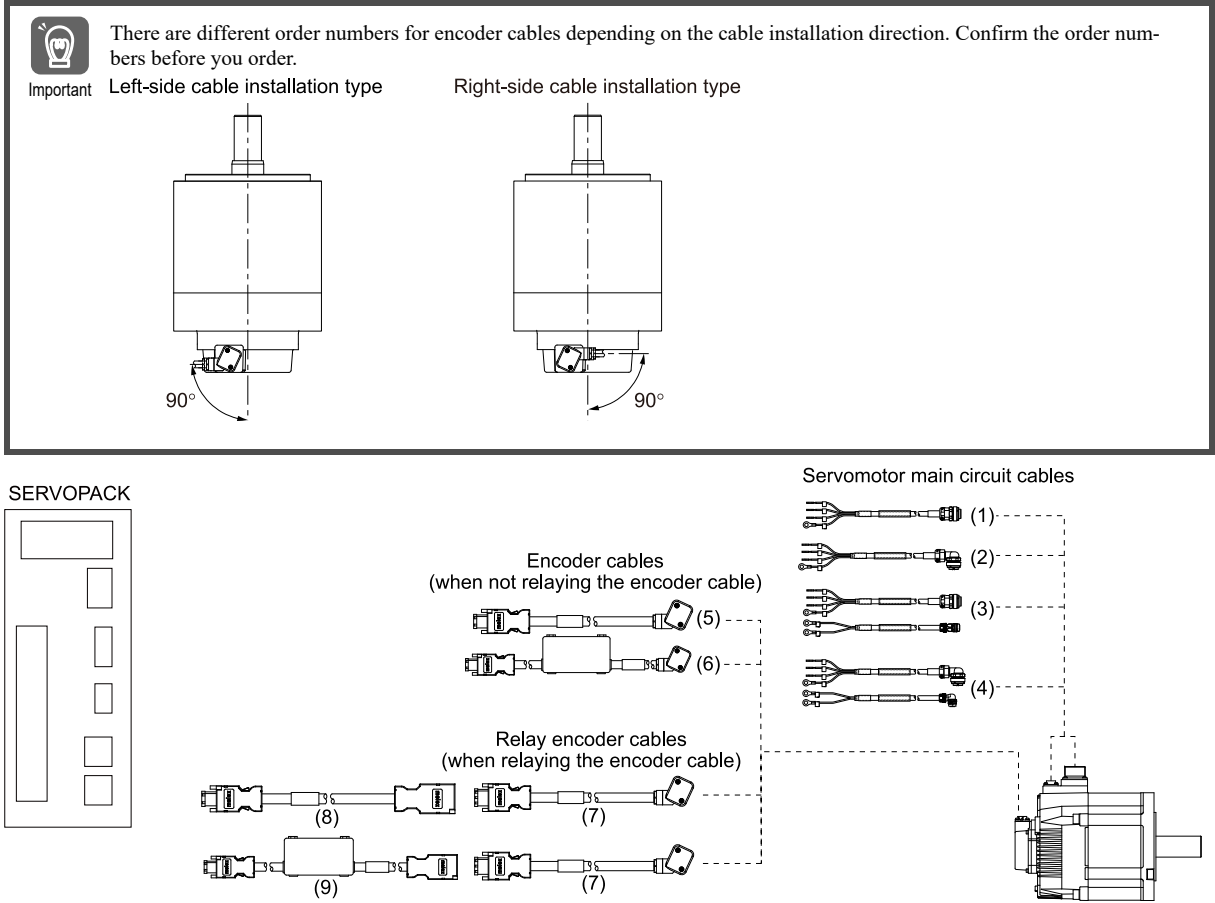 There are different order numbers for encoder cables depending on the cable installation direction. Confirm the order num-
bers before you order.
Important
Left-side cable installation type
Right-side cable installation type
90°
90°
Servomotor main circuit cables
SERVOPACK
(1)
(2)
Encoder cables
(when not relaying the encoder cable)
(3)
(5)
(6)
(4)
Relay encoder cables
(when relaying the encoder cable)
(8)
(7)
(9)
(7)